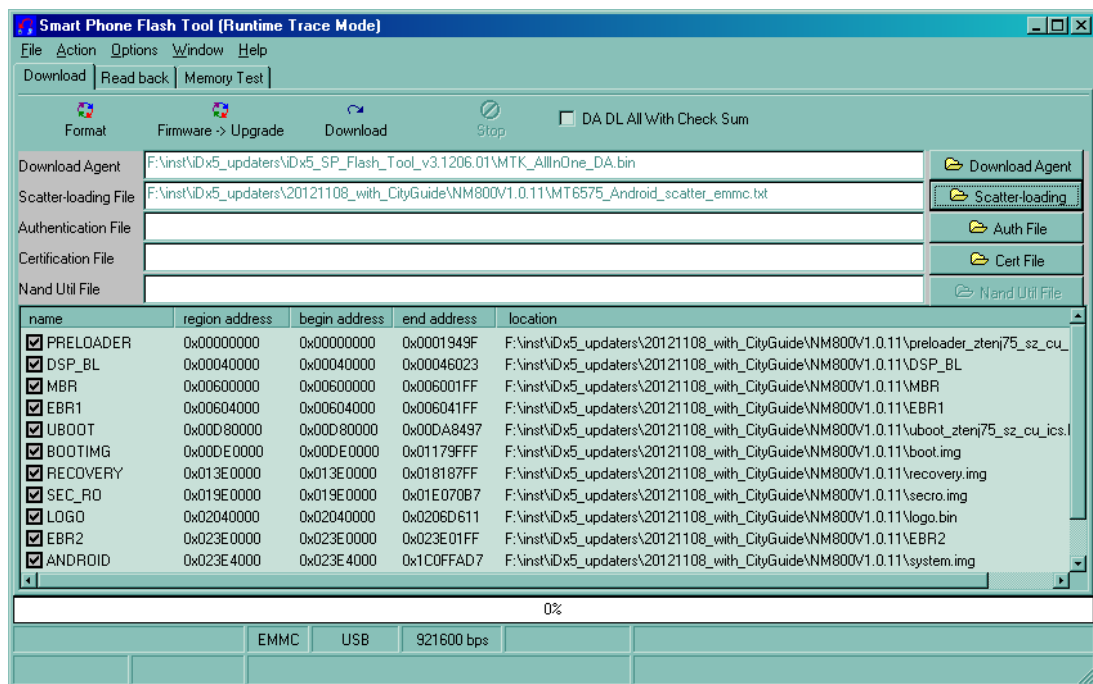 Smart Phone Flash Tool (Runtime Trace Mode)
File Action Options Window Help
Download Read back Memory Test
Format Firmware -> Upgrade Download Stop DA DL All With Check Sum
Download Agent F:\inst\iDx5_updaters\iDx5_SP_Flash_Tool_v3.1206.01\MTK_AllInOne_DA.bin Download Agent
Scatter-loading File F:\inst\iDx5_updaters\20121108_with_CityGuide\NM800V1.0.11\MT6575_Android_scatter_emmc.txt Scatter-loading
Authentication File Auth File
Certification File Cert File
Nand Util File Nand Util File
name region address begin address end address location
PRELOADER 0x00000000 0x00000000 0x0001949F F:\inst\iDx5_updaters\20121108_with_CityGuide\NM800V1.0.11\preloader_ztenj75_sz_cu_
DSP_BL 0x00040000 0x00040000 0x00046023 F:\inst\iDx5_updaters\20121108_with_CityGuide\NM800V1.0.11\DSP_BL
MBR 0x00600000 0x00600000 0x006001FF F:\inst\iDx5_updaters\20121108_with_CityGuide\NM800V1.0.11\MBR
EBR1 0x00604000 0x00604000 0x006041FF F:\inst\iDx5_updaters\20121108_with_CityGuide\NM800V1.0.11\EBR1
UBOOT 0x00D80000 0x00D80000 0x00DA8497 F:\inst\iDx5_updaters\20121108_with_CityGuide\NM800V1.0.11\uboot_ztenj75_sz_cu_ics.l
BOOTIMG 0x00DE0000 0x00DE0000 0x01179FFF F:\inst\iDx5_updaters\20121108_with_CityGuide\NM800V1.0.11\boot.img
RECOVERY 0x013E0000 0x013E0000 0x018187FF F:\inst\iDx5_updaters\20121108_with_CityGuide\NM800V1.0.11\recovery.img
SEC_RO 0x019E0000 0x019E0000 0x01E070B7 F:\inst\iDx5_updaters\20121108_with_CityGuide\NM800V1.0.11\secro.img
LOGO 0x02040000 0x02040000 0x0206D611 F:\inst\iDx5_updaters\20121108_with_CityGuide\NM800V1.0.11\logo.bin
EBR2 0x023E0000 0x023E0000 0x023E01FF F:\inst\iDx5_updaters\20121108_with_CityGuide\NM800V1.0.11\EBR2
ANDROID 0x023E4000 0x023E4000 0x1C0FFAD7 F:\inst\iDx5_updaters\20121108_with_CityGuide\NM800V1.0.11\system.img
0%
EMMC USB 921600 bps